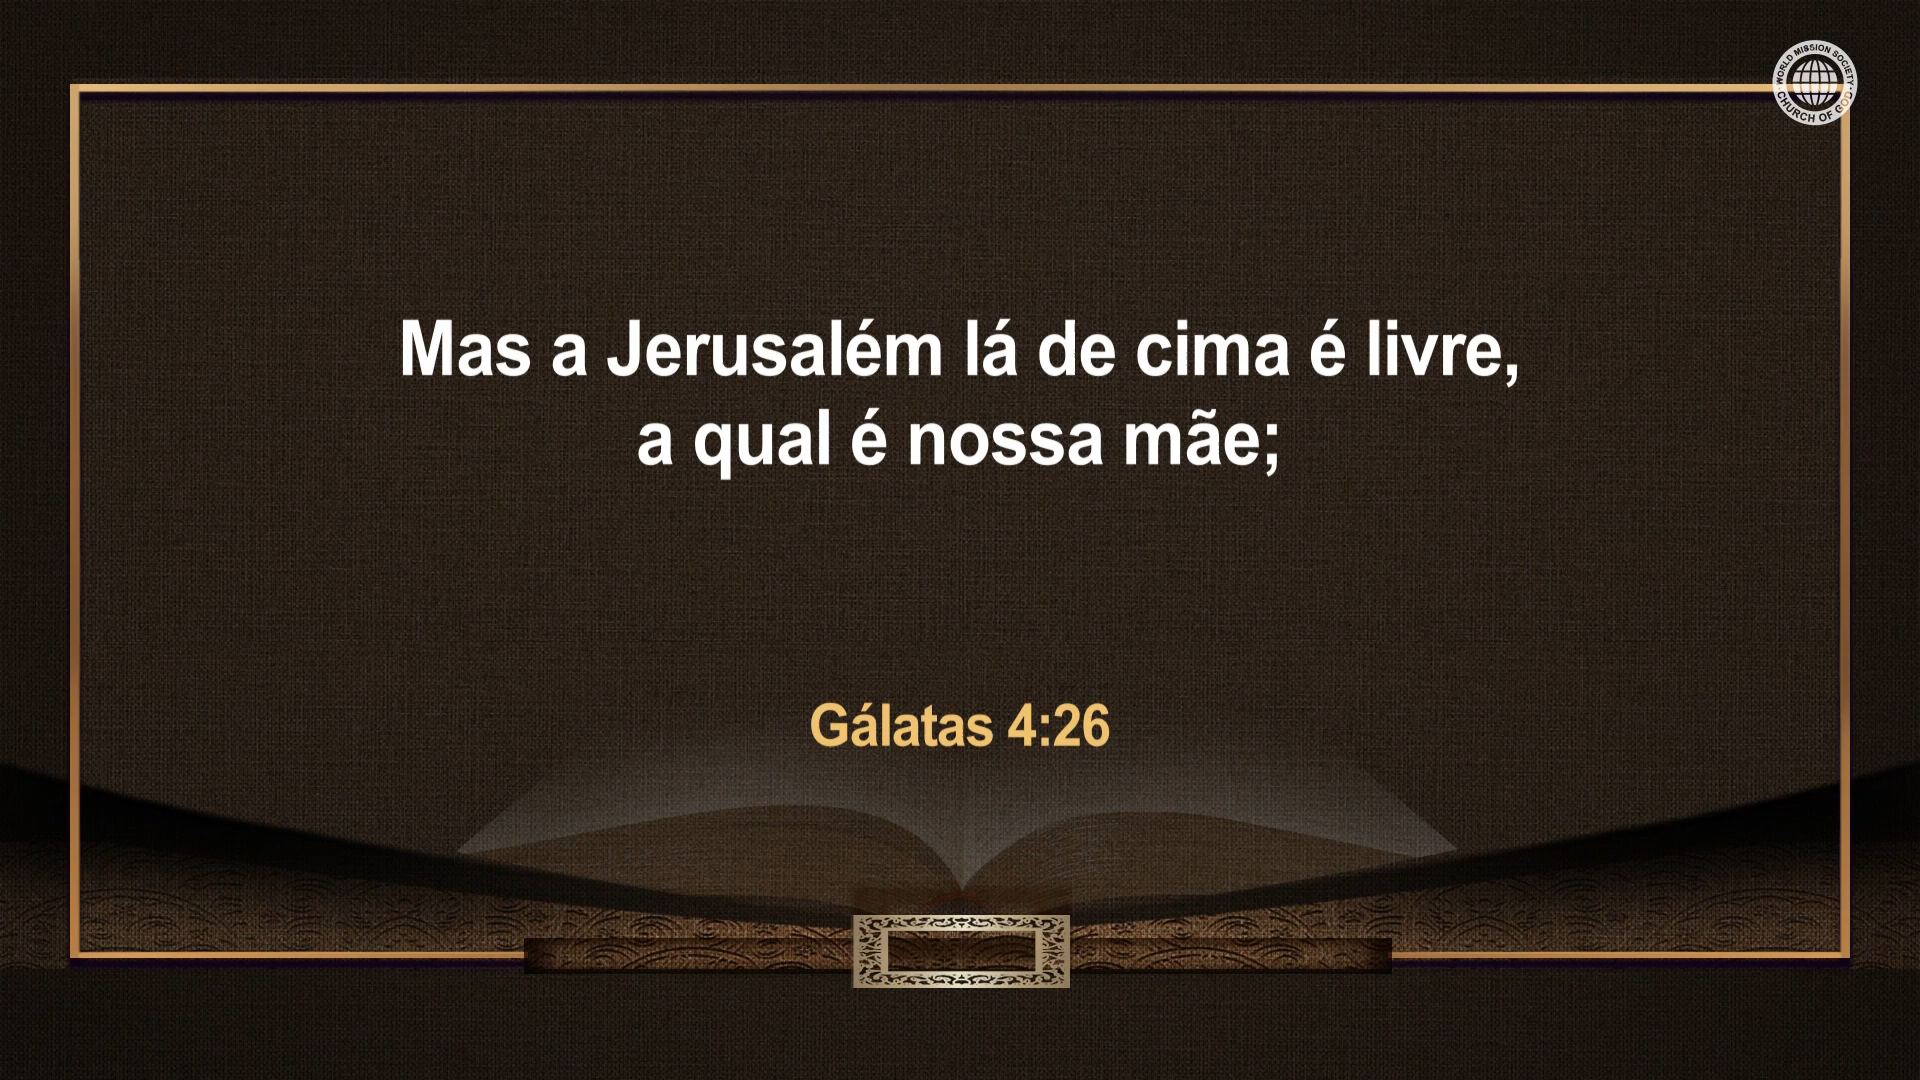 WORLD MISSION SOCIETY
CHURCH OF GOD
Mas a Jerusalém lá de cima é livre,
a qual é nossa mãe;
Gálatas 4:26